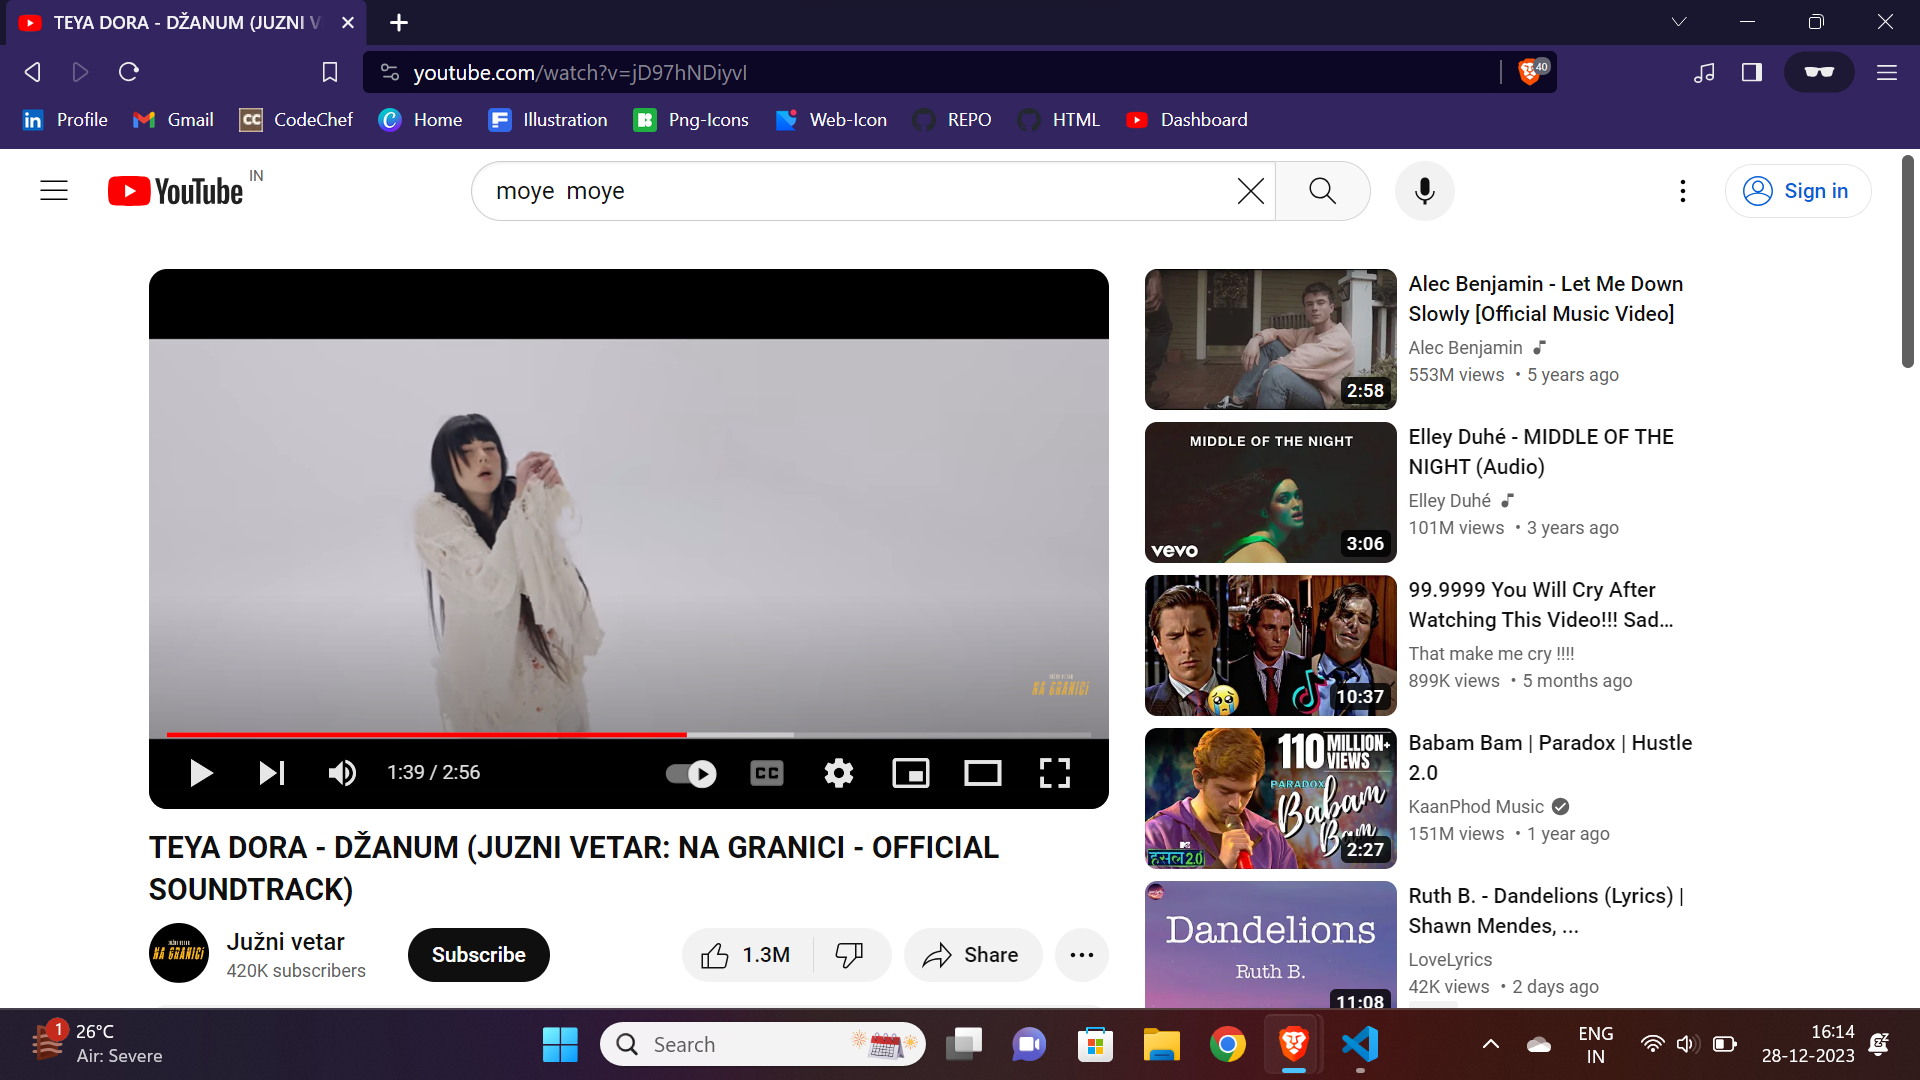 TEYA DORA - DŽANUM (JUZNI V
youtube.com/watch?v=jD97hNDiyvI
40
Profile
Gmail
CC
CodeChef
Home
Illustration
Png-Icons
Web-Icon
REPO
HTML
Dashboard
YouTube
IN
moye  moye
Sign in
NA GRANICI
1:39 / 2:56
CC
TEYA DORA - DŽANUM (JUZNI VETAR: NA GRANICI - OFFICIAL
SOUNDTRACK)
NA GRANICI
Južni vetar
420K subscribers
Subscribe
1.3M
Share
2:58
Alec Benjamin - Let Me Down
Slowly [Official Music Video]
Alec Benjamin
553M views • 5 years ago
MIDDLE OF THE NIGHT
vevo
3:06
Elley Duhé - MIDDLE OF THE
NIGHT (Audio)
Elley Duhé
101M views • 3 years ago
10:37
99.9999 You Will Cry After
Watching This Video!!! Sad...
That make me cry !!!!
899K views • 5 months ago
110 MILLION+
VIEWS
PARADOX
Babam
Bam
हसल 2.0
2:27
Babam Bam | Paradox | Hustle
2.0
KaanPhod Music
151M views • 1 year ago
Dandelions
Ruth B.
11:08
Ruth B. - Dandelions (Lyrics) |
Shawn Mendes, ...
LoveLyrics
42K views • 2 days ago
1
26°C
Air: Severe
Search
ENG
IN
16:14
28-12-2023